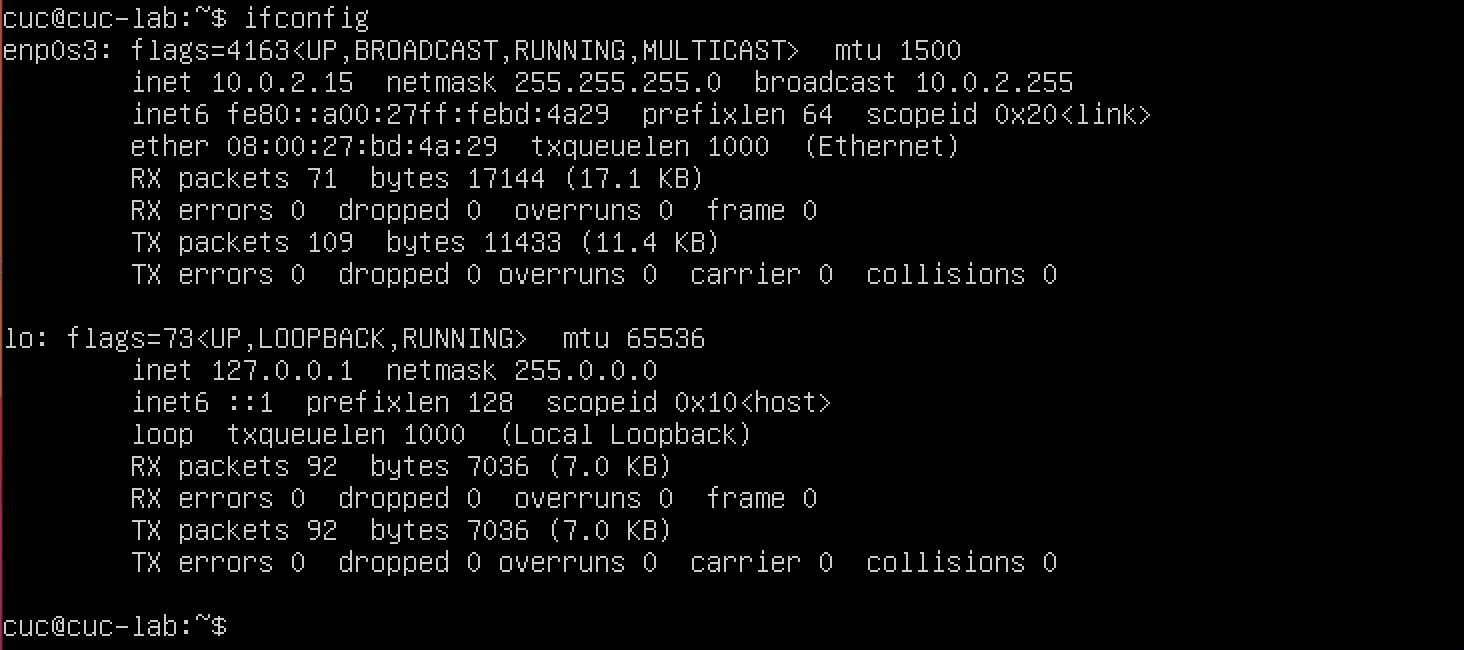 cuc@cuc-lab:~$ ifconfig
enp0s3: flags=4163<UP,BROADCAST,RUNNING,MULTICAST>  mtu 1500
        inet 10.0.2.15  netmask 255.255.255.0  broadcast 10.0.2.255
        inet6 fe80::a00:27ff:febd:4a29  prefixlen 64  scopeid 0x20<link>
        ether 08:00:27:bd:4a:29  txqueuelen 1000  (Ethernet)
        RX packets 71  bytes 17144 (17.1 KB)
        RX errors 0  dropped 0  overruns 0  frame 0
        TX packets 109  bytes 11433 (11.4 KB)
        TX errors 0  dropped 0 overruns 0  carrier 0  collisions 0

lo: flags=73<UP,LOOPBACK,RUNNING>  mtu 65536
        inet 127.0.0.1  netmask 255.0.0.0
        inet6 ::1  prefixlen 128  scopeid 0x10<host>
        loop  txqueuelen 1000  (Local Loopback)
        RX packets 92  bytes 7036 (7.0 KB)
        RX errors 0  dropped 0  overruns 0  frame 0
        TX packets 92  bytes 7036 (7.0 KB)
        TX errors 0  dropped 0 overruns 0  carrier 0  collisions 0

cuc@cuc-lab:~$